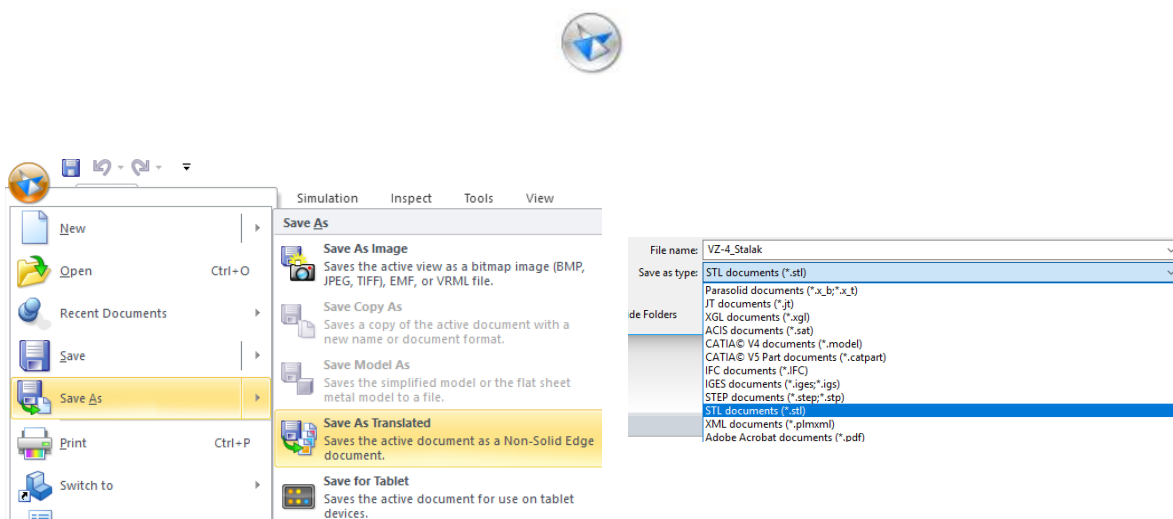 Simulation Inspect Tools View
New
Open Ctrl+O
Recent Documents
Save
Save As
Print Ctrl+P
Switch to
Save As
Save As Image
Saves the active view as a bitmap image (BMP,
JPEG, TIFF), EMF, or VRML file.
Save Copy As
Saves a copy of the active document with a
new name or document format.
Save Model As
Saves the simplified model or the flat sheet
metal model to a file.
Save As Translated
Saves the active document as a Non-Solid Edge
document.
Save for Tablet
Saves the active document for use on tablet
devices.
File name: VZ-4_Stalak
Save as type: STL documents (*.stl)
de Folders
Parasolid documents (*.x_b;*.x_t)
JT documents (*.jt)
XGL documents (*.xgl)
ACIS documents (*.sat)
CATIA© V4 documents (*.model)
CATIA© V5 Part documents (*.catpart)
IFC documents (*.IFC)
IGES documents (*.iges;*.igs)
STEP documents (*.step;*.stp)
STL documents (*.stl)
XML documents (*.plmxml)
Adobe Acrobat documents (*.pdf)